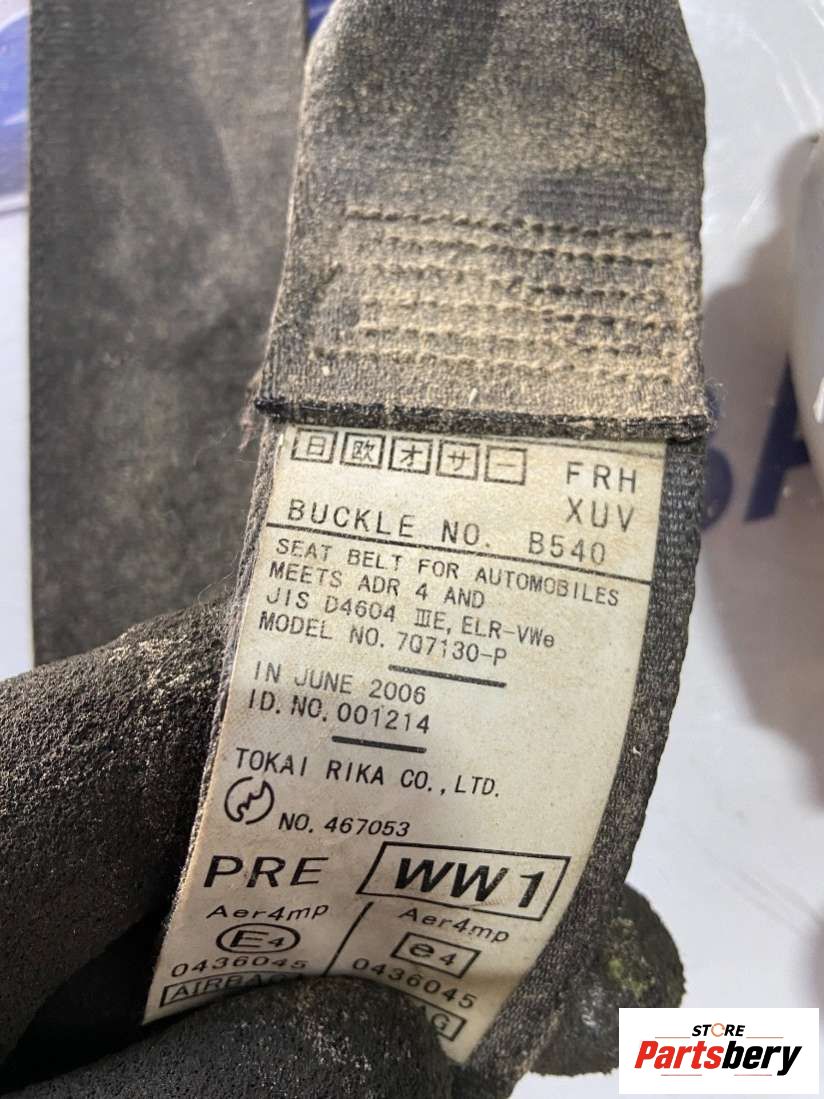 日欧オサー FRH
XUV
BUCKLE NO. B540
SEAT BELT FOR AUTOMOBILES
MEETS ADR 4 AND
JIS D4604 ⅢE, ELR-VWe
MODEL NO. 7Q7130-P
IN JUNE 2006
ID. NO. 001214
TOKAI RIKA CO., LTD.
NO. 467053
PRE WW1
Aer4mp Aer4mp
E4 e4
0436045 0436045
AIRBAG
STORE
Partsbery